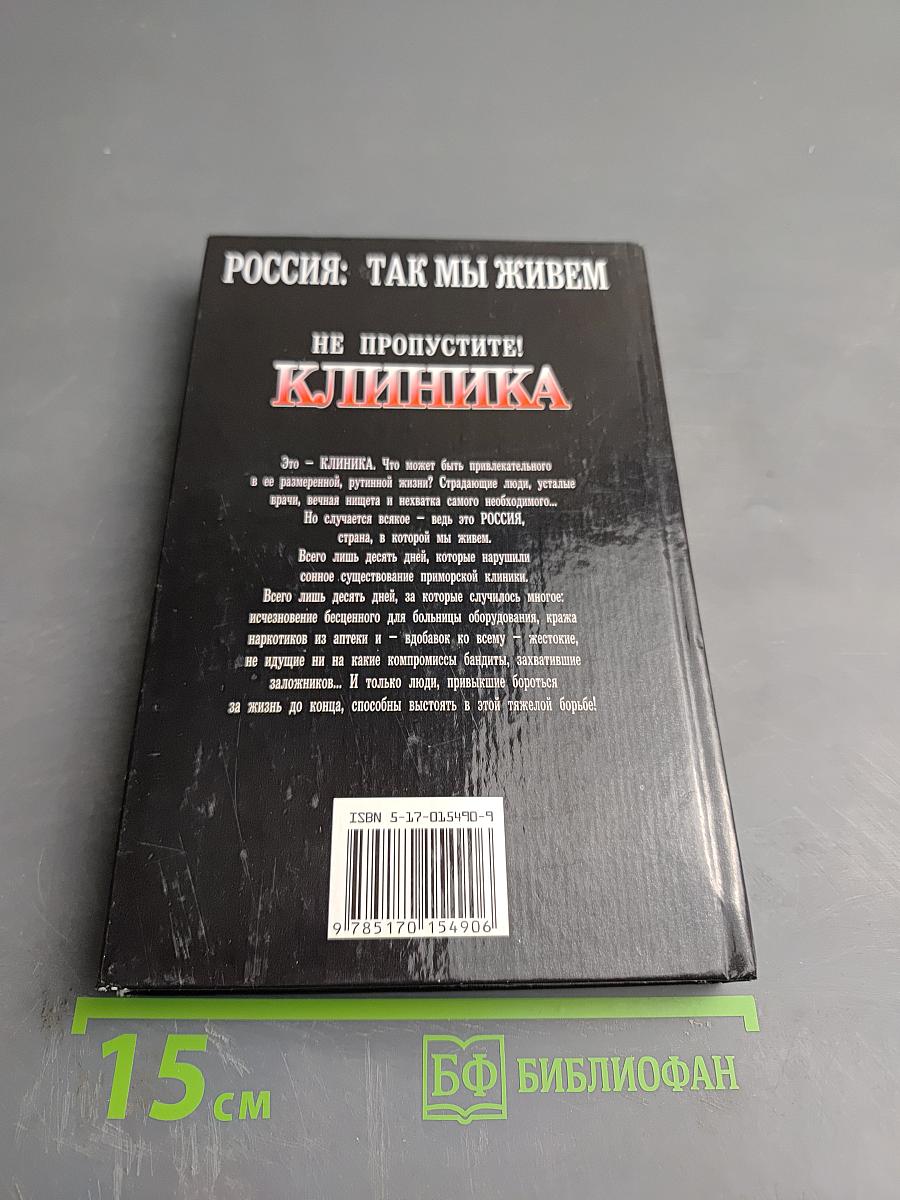 РОССИЯ: ТАК МЫ ЖИВЕМ
НЕ ПРОПУСТИТЕ!
КЛИНИКА
Это – КЛИНИКА. Что может быть привлекательного
в ее размеренной, рутинной жизни? Страдающие люди, усталые
врачи, вечная нищета и нехватка самого необходимого...
Но случается всякое – ведь это РОССИЯ,
страна, в которой мы живем.
Всего лишь десять дней, которые нарушили
сонное существование приморской клиники.
Всего лишь десять дней, за которые случилось многое:
исчезновение бесценного для больницы оборудования, кража
наркотиков из аптеки и – вдобавок ко всему – жестокие,
не идущие ни на какие компромиссы бандиты, захватившие
заложников... И только люди, привыкшие бороться
за жизнь до конца, способны выстоять в этой тяжелой борьбе!
ISBN 5-17-015490-9
9 785170 154906
15 см
БФ БИБЛИОФАН